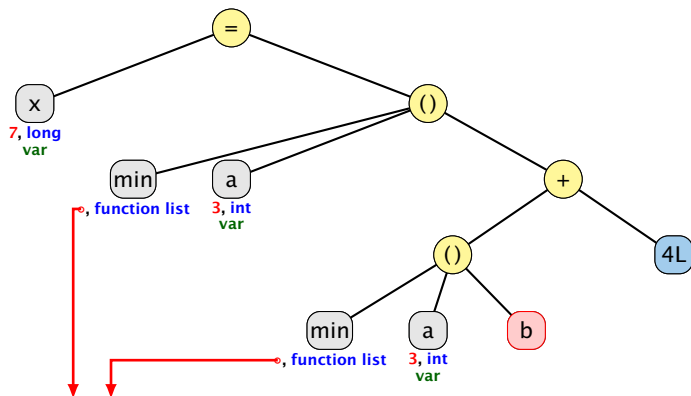 =
x
7, long
var
()
min
, function list
a
3, int
var
+
()
4L
min
, function list
a
3, int
var
b